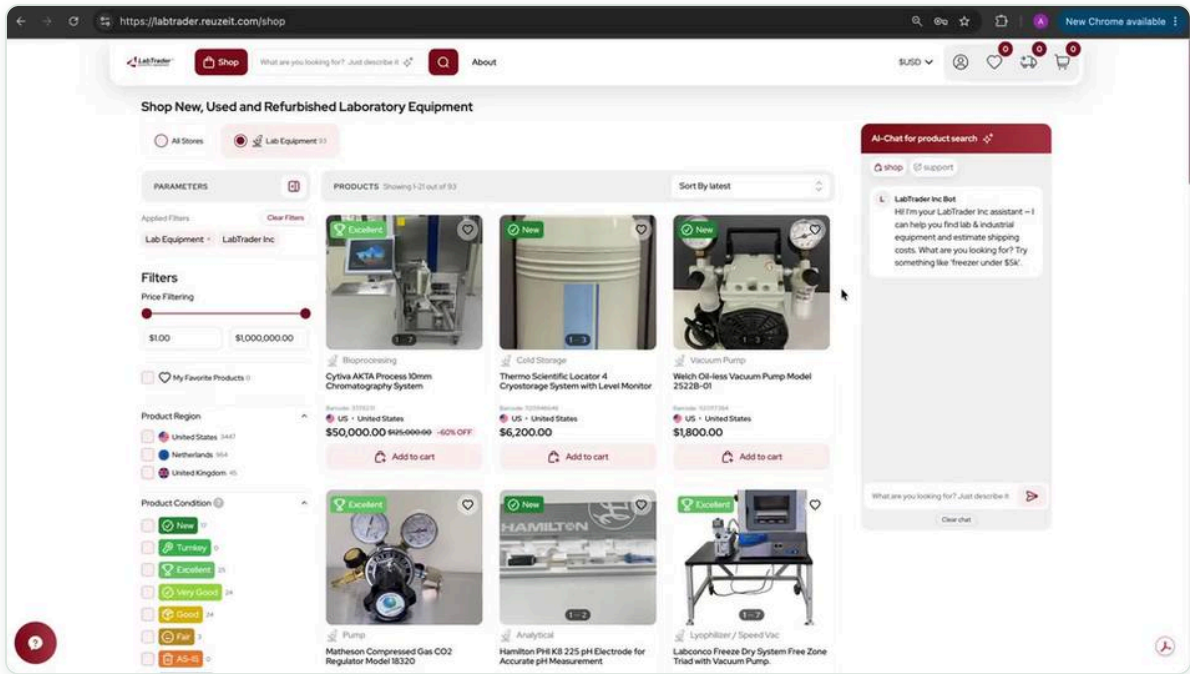 https://labtrader.reuzeit.com/shop
New Chrome available
A
LabTrader
Shop
What are you looking for? Just describe it
About
$USD
0
0
0
Shop New, Used and Refurbished Laboratory Equipment
All Stores
Lab Equipment 93
PARAMETERS
PRODUCTS Showing 1-21 out of 93
Sort By latest
Applied Filters
Clear Filters
Lab Equipment
LabTrader Inc
Filters
Price Filtering
$1.00
$1,000,000.00
My Favorite Products 0
Product Region
United States 3447
Netherlands
United Kingdom
Product Condition
New
Turnkey 0
Excellent 25
Very Good 24
Good 24
Fair 3
AS-IS 0
Excellent
1 - 7
Bioprocessing
Cytiva AKTA Process 10mm
Chromatography System
US • United States
$50,000.00 $125,000.00 -60% OFF
Add to cart
New
1 - 3
Cold Storage
Thermo Scientific Locator 4
Cryostorage System with Level Monitor
US • United States
$6,200.00
Add to cart
New
1 - 3
Vacuum Pump
Welch Oil-less Vacuum Pump Model
2522B-01
US • United States
$1,800.00
Add to cart
Excellent
Pump
Matheson Compressed Gas CO2
Regulator Model 18320
New
HAMILTON
1 - 2
Analytical
Hamilton PHI K8 225 pH Electrode for
Accurate pH Measurement
Excellent
1 - 7
Lyophilizer / Speed Vac
Labconco Freeze Dry System Free Zone
Triad with Vacuum Pump.
AI-Chat for product search
shop
support
L
LabTrader Inc Bot
Hi! I'm your LabTrader Inc assistant — I
can help you find lab & industrial
equipment and estimate shipping
costs. What are you looking for? Try
something like 'freezer under $5k'.
What are you looking for? Just describe it
Clear chat